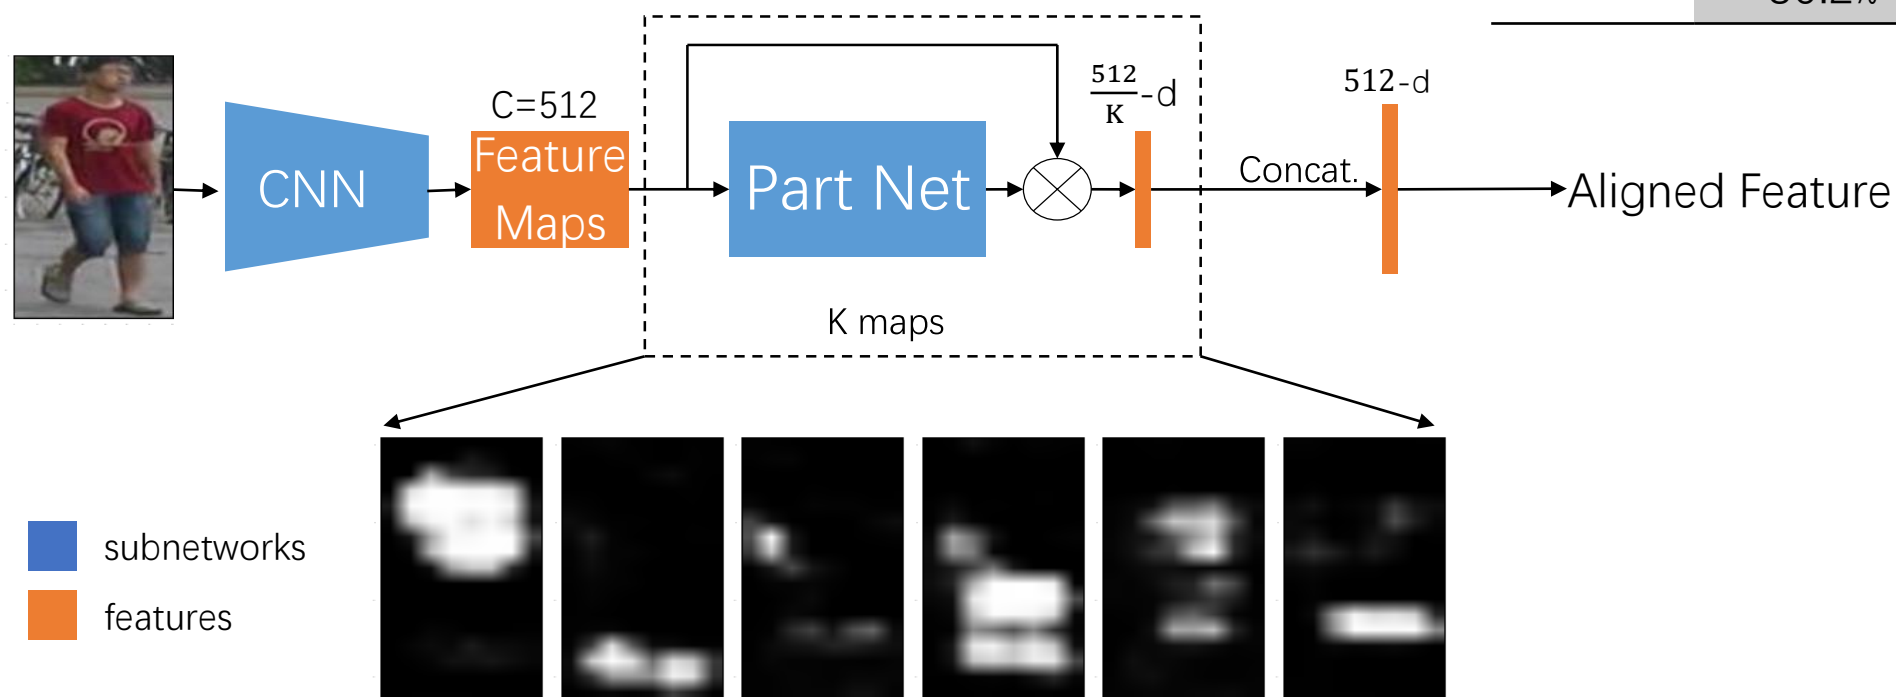 C=512
512
K
-d
512-d
CNN
Feature
Maps
Part Net
Concat.
Aligned Feature
K maps
subnetworks
features